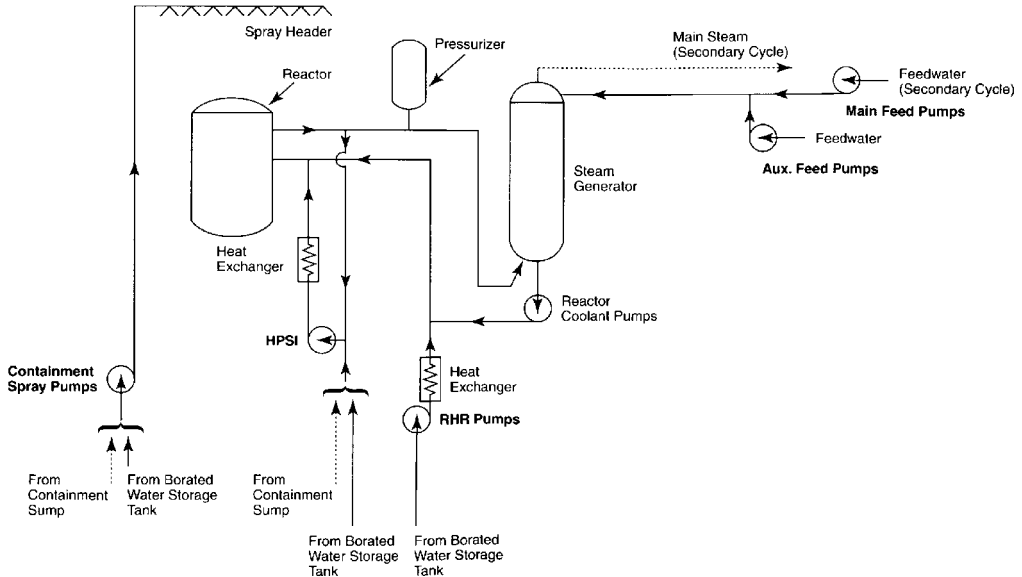 Spray Header
Pressurizer
Main Steam
(Secondary Cycle)
Reactor
Feedwater
(Secondary Cycle)
Main Feed Pumps
Feedwater
Aux. Feed Pumps
Steam
Generator
Heat
Exchanger
Reactor
Coolant Pumps
HPSI
Containment
Spray Pumps
Heat
Exchanger
RHR Pumps
From
Containment
Sump
From Borated
Water Storage
Tank
From
Containment
Sump
From Borated
Water Storage
Tank
From Borated
Water Storage
Tank